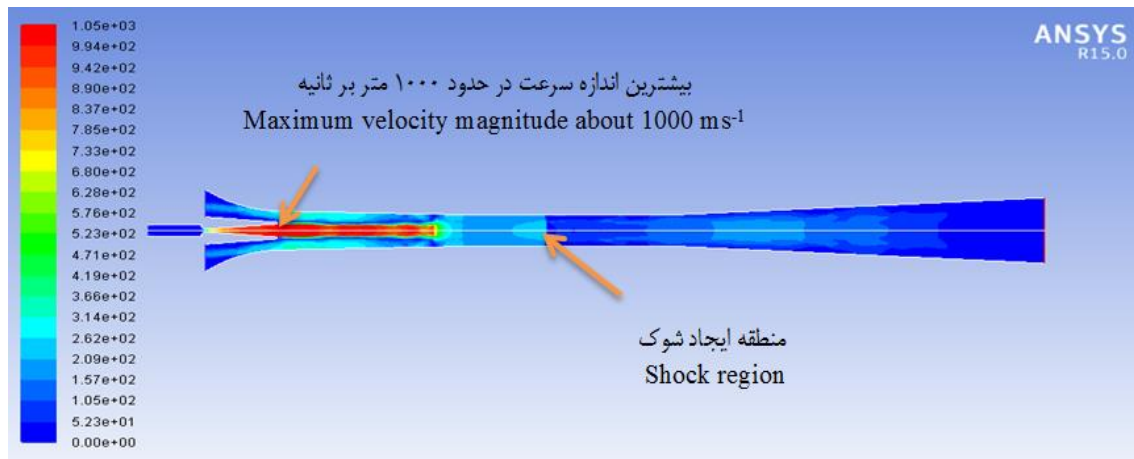 1.05e+03
9.94e+02
9.42e+02
8.90e+02
8.37e+02
7.85e+02
7.33e+02
6.80e+02
6.28e+02
5.76e+02
5.23e+02
4.71e+02
4.19e+02
3.66e+02
3.14e+02
2.62e+02
2.09e+02
1.57e+02
1.05e+02
5.23e+01
0.00e+00
ANSYS
R15.0
بیشترین اندازه سرعت در حدود ۱۰۰۰ متر بر ثانیه
Maximum velocity magnitude about 1000 ms⁻¹
منطقه ایجاد شوک
Shock region